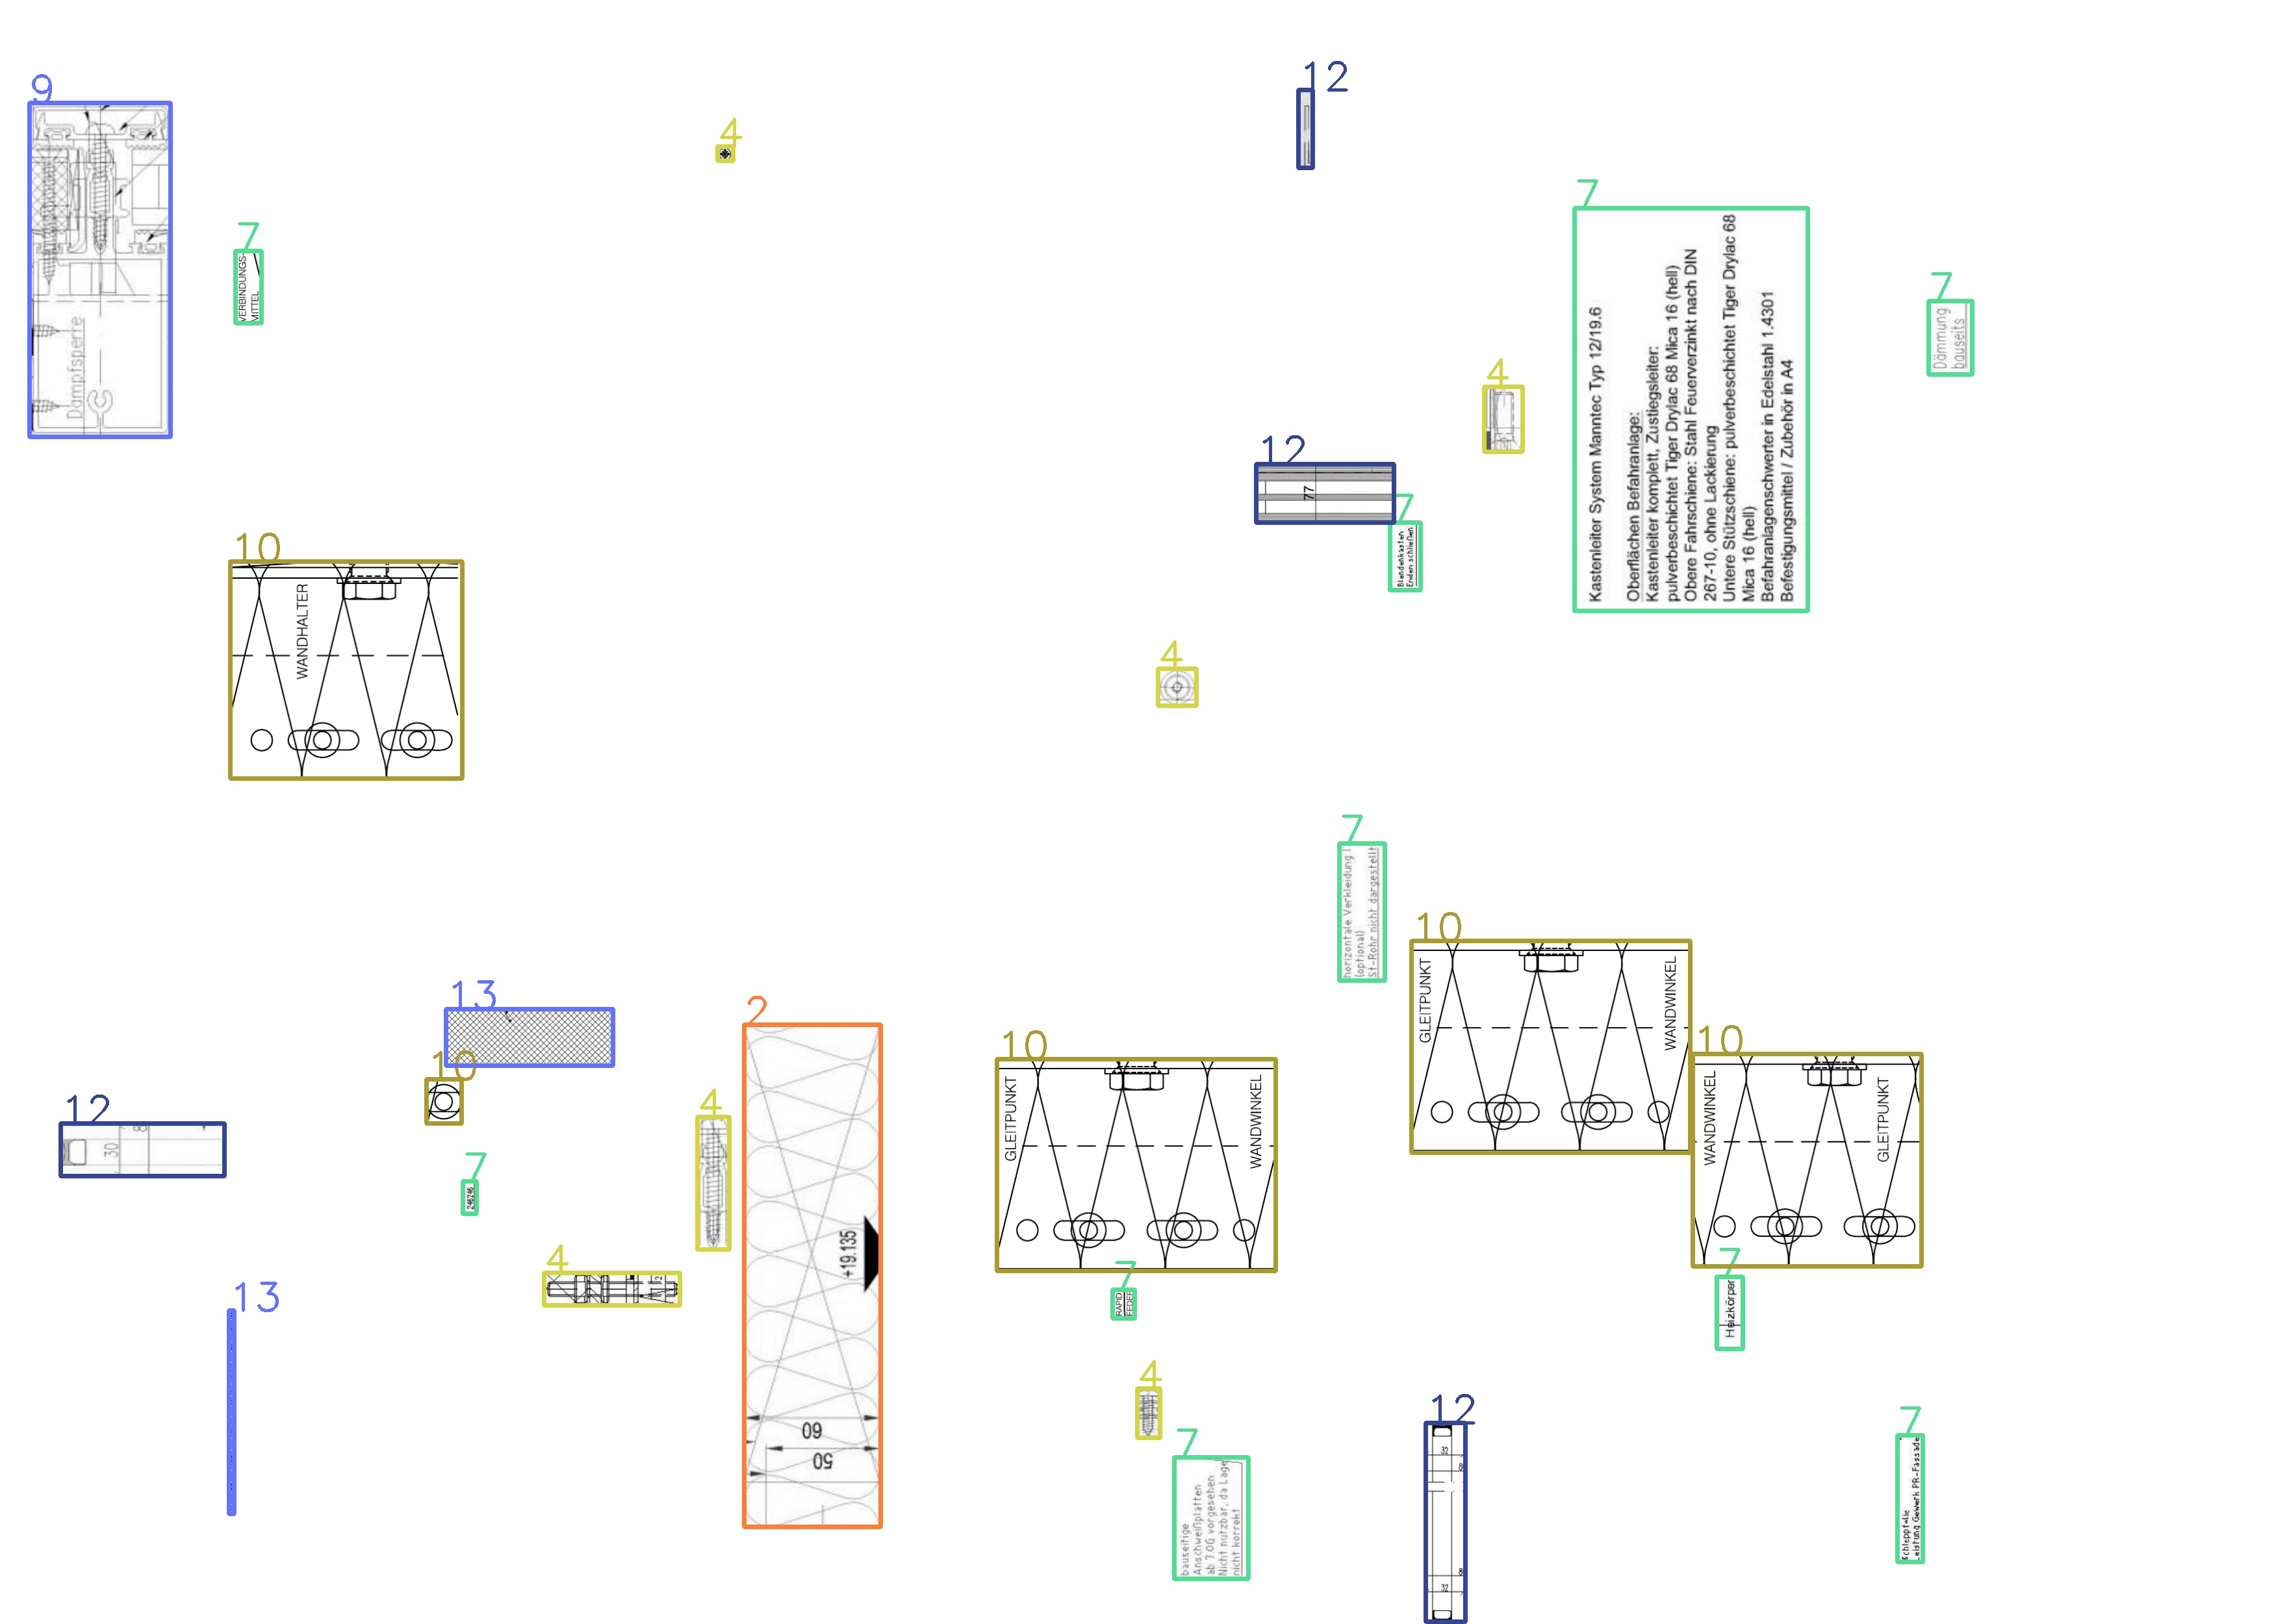 9
Dampfsperre
7
VERBINDUNGS-
MITTEL
4
12
7
Kastenleiter System Manntec Typ 12/19.6
Oberflächen Befahranlage:
Kastenleiter komplett, Zustiegsleiter:
pulverbeschichtet Tiger Drylac 68 Mica 16 (hell)
Obere Fahrschiene: Stahl Feuerverzinkt nach DIN
267-10, ohne Lackierung
Untere Stützschiene: pulverbeschichtet Tiger Drylac 68
Mica 16 (hell)
Befahranlagenschwerter in Edelstahl 1.4301
Befestigungsmittel / Zubehör in A4
7
Dämmung
bauseits
4
12
77
7
Blendenkasten
Enden schließen
10
WANDHALTER
4
7
horizontale Verkleidung
(optional)
St-Rohr nicht dargestellt
10
GLEITPUNKT
WANDWINKEL
13
10
2
+19.135
60
50
10
GLEITPUNKT
WANDWINKEL
10
WANDWINKEL
GLEITPUNKT
12
30
8
4
7
246246
4
7
RAPID
FEDER
7
Heizkörper
13
4
7
bauseitige
Anschweißplatten
ab 7.OG vorgesehen
Nicht nutzbar, da Lage
nicht korrekt
12
7
Schleppfolie
Leistung Gewerk PR-Fassade